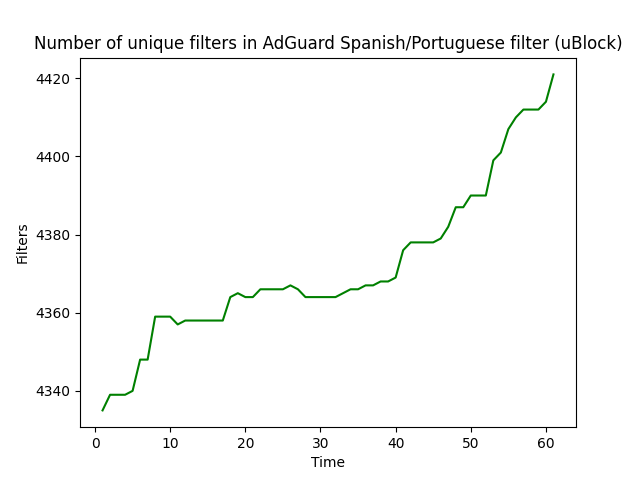 Number of unique filters in AdGuard Spanish/Portuguese filter (uBlock)
4420
4400
4380
4360
4340
Filters
0 10 20 30 40 50 60
Time